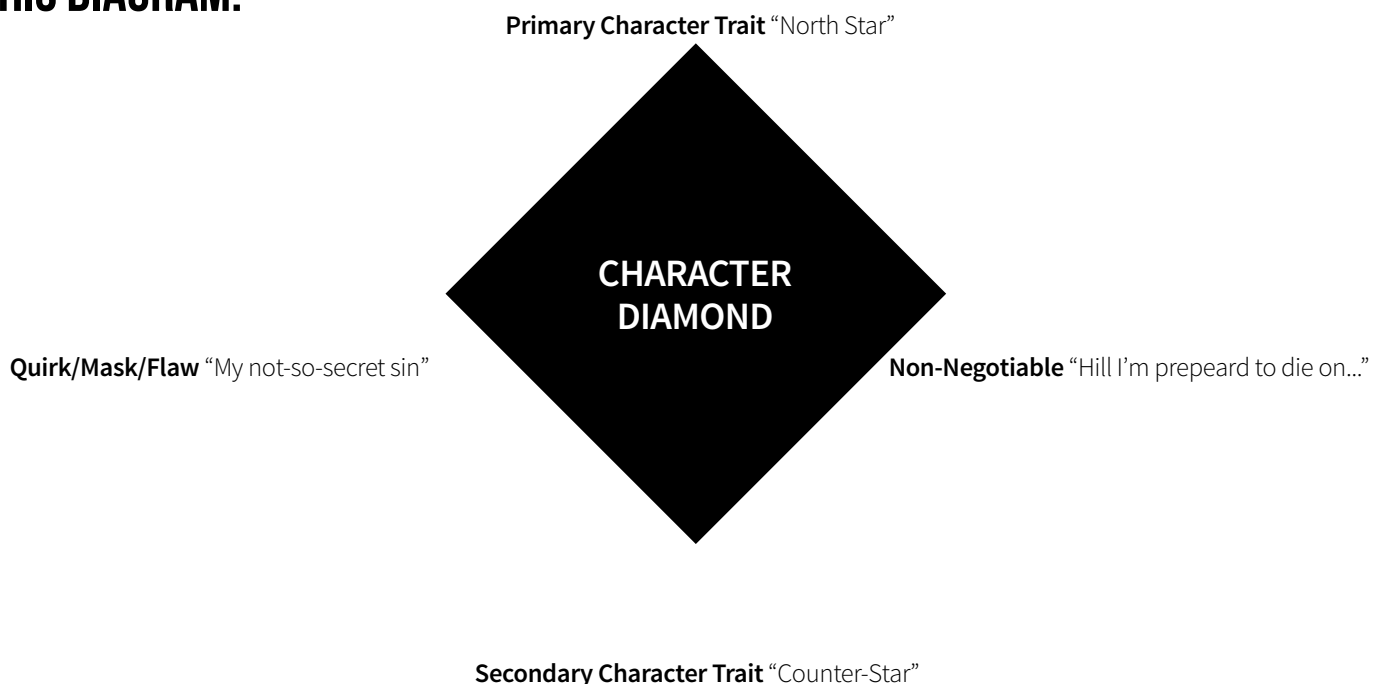 THIS DIAGRAM:
Primary Character Trait “North Star”
CHARACTER
DIAMOND
Quirk/Mask/Flaw “My not-so-secret sin”
Non-Negotiable “Hill I’m prepeard to die on...”
Secondary Character Trait “Counter-Star”